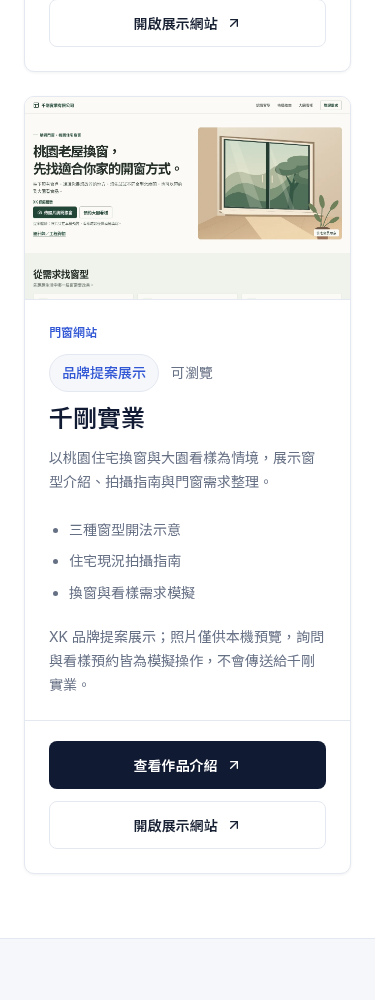 開啟展示網站
桃園老屋換窗，
先找適合你家的開窗方式。
從需求找窗型
門窗網站
品牌提案展示
可瀏覽
千剛實業
以桃園住宅換窗與大園看樣為情境，展示窗
型介紹、拍攝指南與門窗需求整理。
三種窗型開法示意
住宅現況拍攝指南
換窗與看樣需求模擬
XK 品牌提案展示；照片僅供本機預覽，詢問
與看樣預約皆為模擬操作，不會傳送給千剛
實業。
查看作品介紹
開啟展示網站